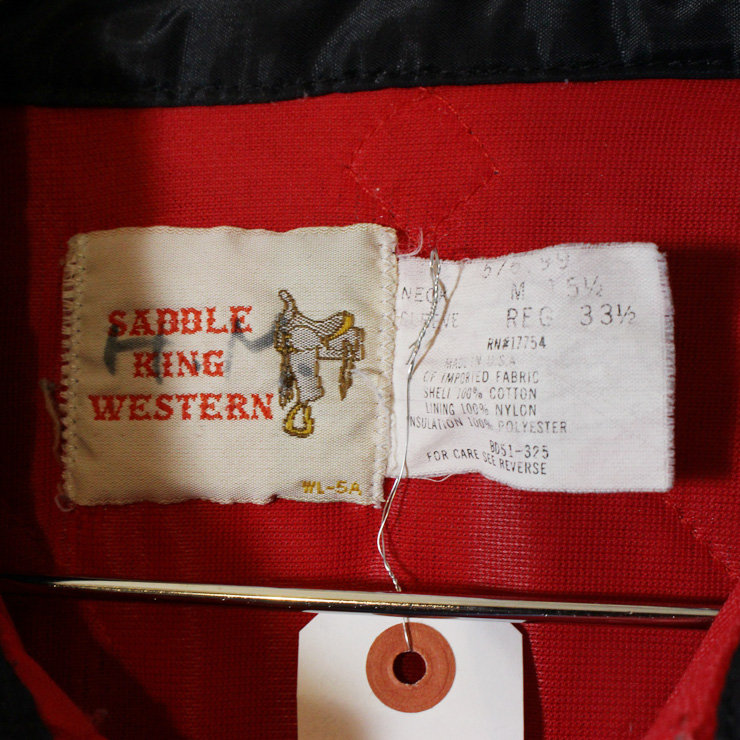 SADDLE
KING
WESTERN
H.M.
WL-5A
NECK M 15½
SLEEVE REG 33½
RN#17754
MADE IN U.S.A
OF IMPORTED FABRIC
SHELL 100% COTTON
LINING 100% NYLON
INSULATION 100% POLYESTER
8051-325
FOR CARE SEE REVERSE